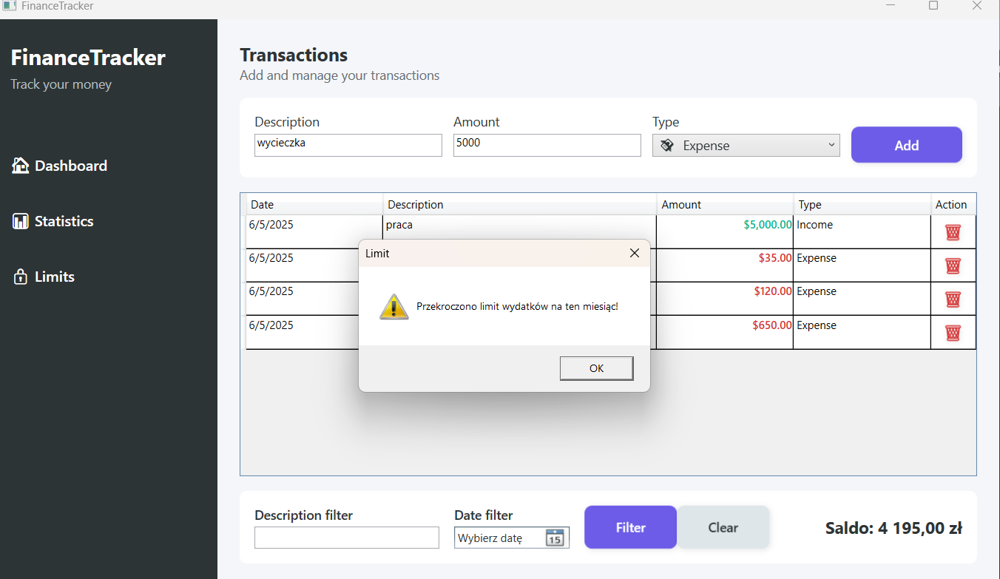 FinanceTracker
FinanceTracker
Track your money
Dashboard
Statistics
Limits
Transactions
Add and manage your transactions
Description Amount Type
wycieczka 5000 Expense Add
Date Description Amount Type Action
6/5/2025 praca $5,000.00 Income
6/5/2025 $35.00 Expense
6/5/2025 $120.00 Expense
6/5/2025 $650.00 Expense
Limit
Przekroczono limit wydatków na ten miesiąc!
OK
Description filter Date filter
Wybierz datę 15 Filter Clear Saldo: 4 195,00 zł